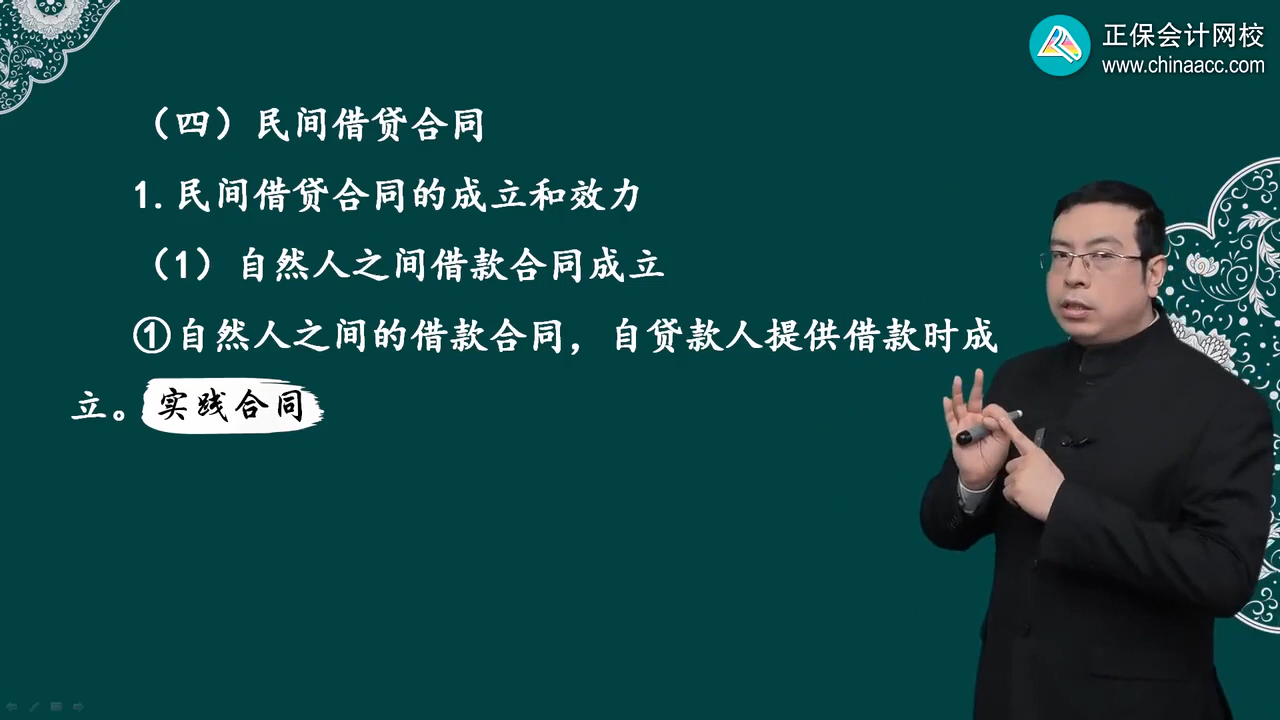 正保会计网校
www.chinaacc.com
（四）民间借贷合同
1.民间借贷合同的成立和效力
（1）自然人之间借款合同成立
①自然人之间的借款合同，自贷款人提供借款时成
立。实践合同